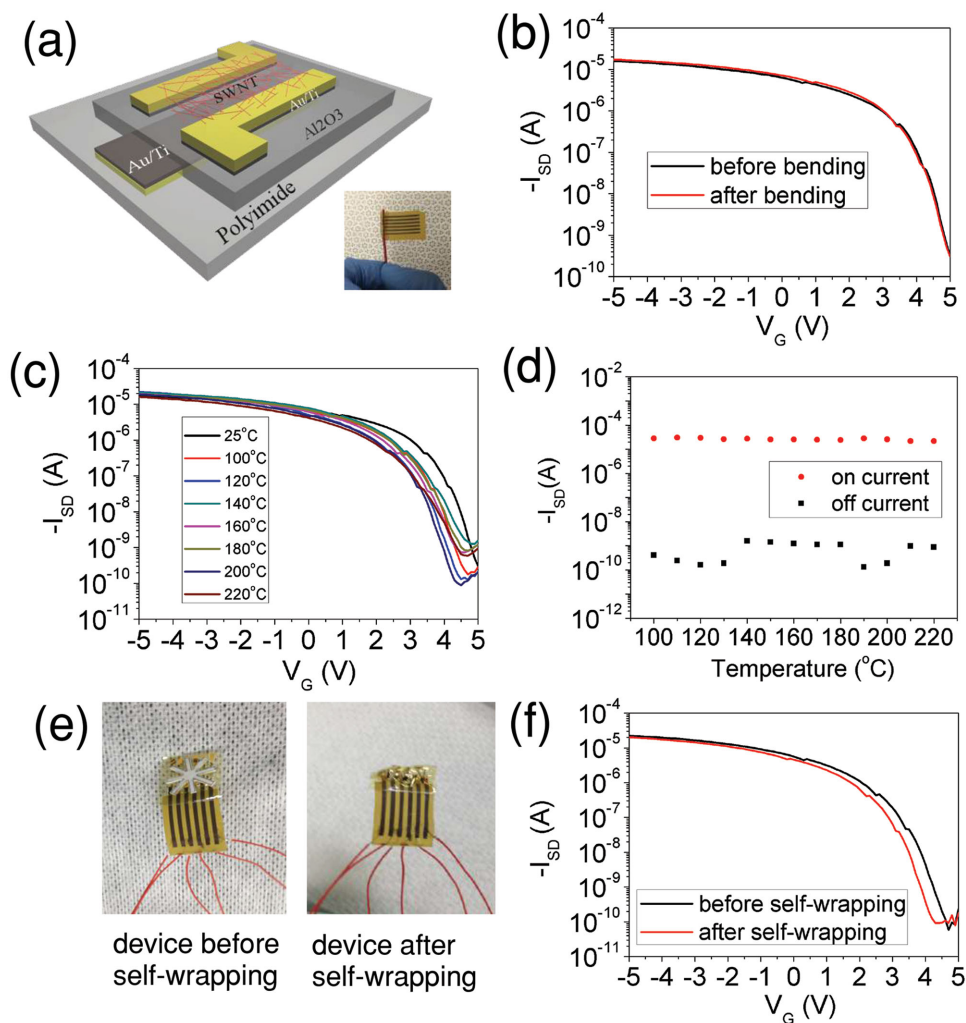 (a)
SWNT
Au/Ti
Al2O3
Au/Ti
Polyimide
(b)
10⁻⁴
10⁻⁵
10⁻⁶
10⁻⁷
10⁻⁸
10⁻⁹
10⁻¹⁰
-I_SD (A)
before bending
after bending
-5 -4 -3 -2 -1 0 1 2 3 4 5
V_G (V)
(c)
10⁻⁴
10⁻⁵
10⁻⁶
10⁻⁷
10⁻⁸
10⁻⁹
10⁻¹⁰
10⁻¹¹
-I_SD (A)
25°C
100°C
120°C
140°C
160°C
180°C
200°C
220°C
-5 -4 -3 -2 -1 0 1 2 3 4 5
V_G (V)
(d)
10⁻²
10⁻⁴
10⁻⁶
10⁻⁸
10⁻¹⁰
10⁻¹²
-I_SD(A)
on current
off current
100 120 140 160 180 200 220
Temperature (°C)
(e)
device before
self-wrapping
device after
self-wrapping
(f)
10⁻⁴
10⁻⁵
10⁻⁶
10⁻⁷
10⁻⁸
10⁻⁹
10⁻¹⁰
10⁻¹¹
-I_SD (A)
before self-wrapping
after self-wrapping
-5 -4 -3 -2 -1 0 1 2 3 4 5
V_G (V)